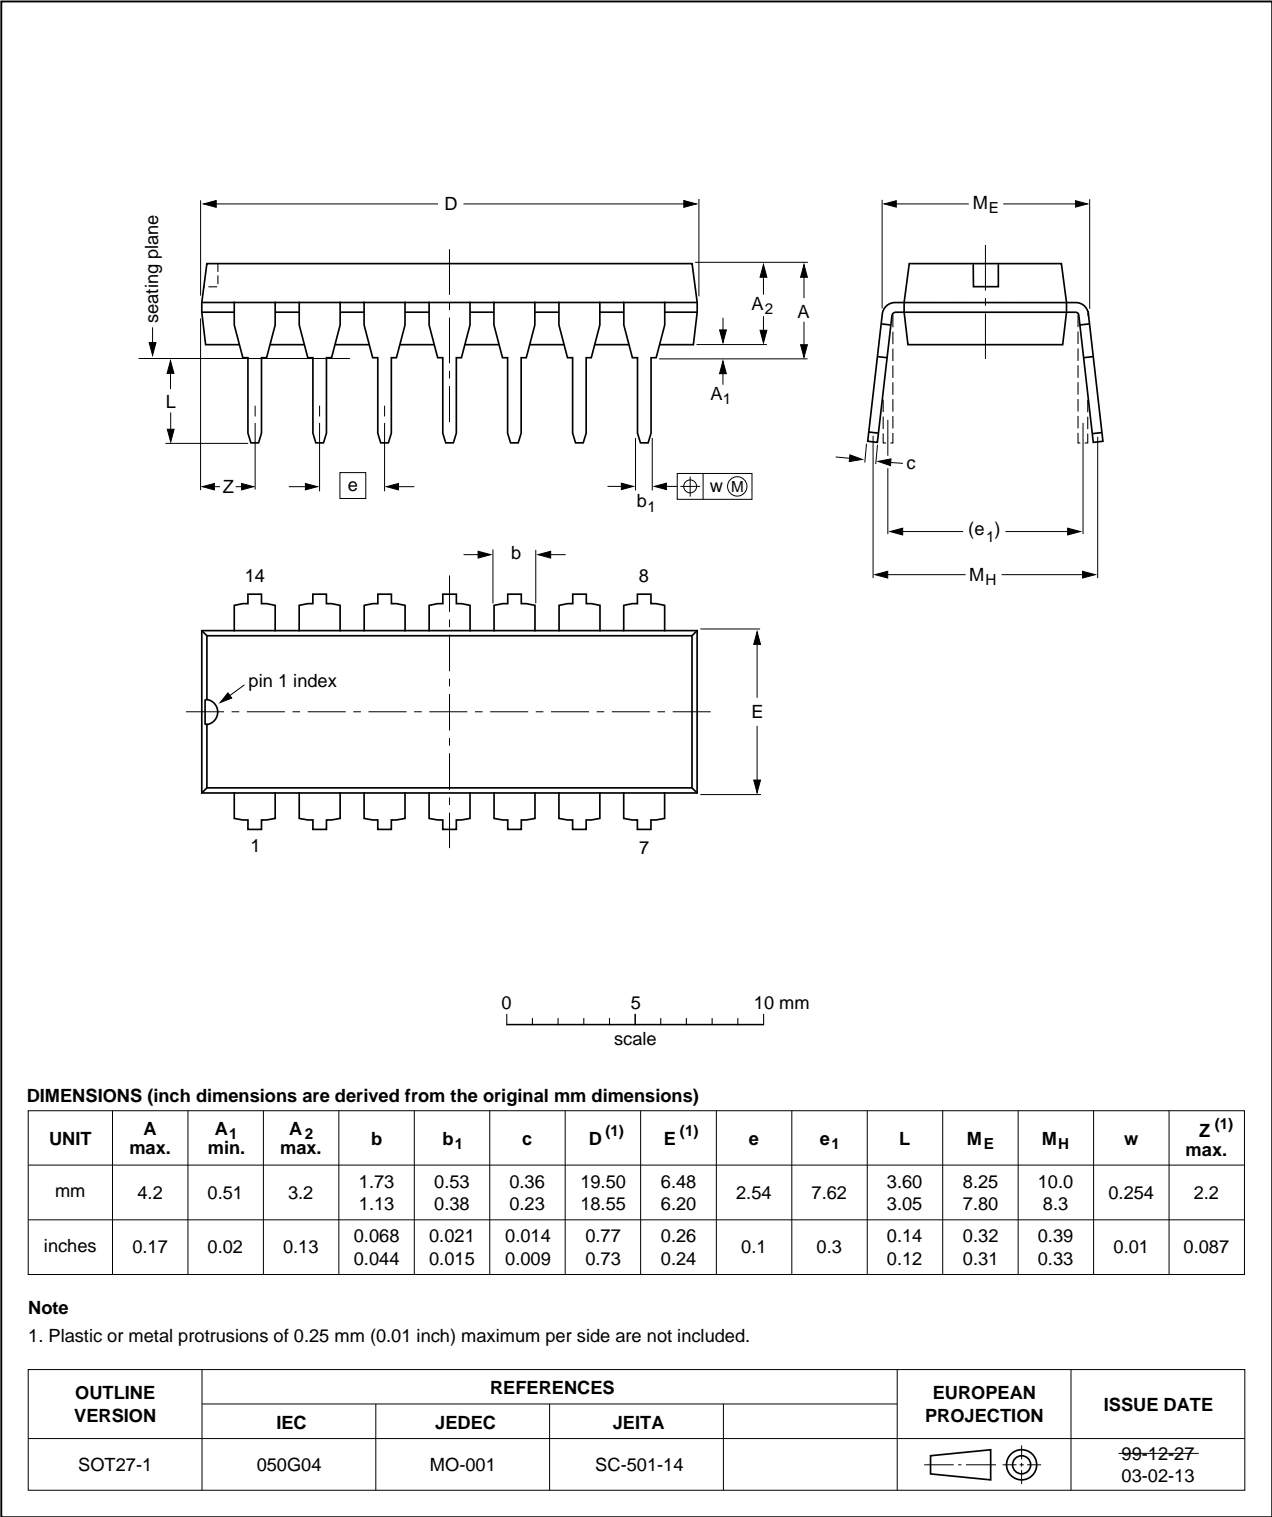 D
ME
seating plane
A2
A
A1
L
Z
e
b1
w M
c
(e1)
MH
b
14
8
pin 1 index
E
1
7
0 5 10 mm
scale
DIMENSIONS (inch dimensions are derived from the original mm dimensions)
UNIT A max. A1 min. A2 max. b b1 c D(1) E(1) e e1 L ME MH w Z(1) max.
mm 4.2 0.51 3.2 1.73 1.13 0.53 0.38 0.36 0.23 19.50 18.55 6.48 6.20 2.54 7.62 3.60 3.05 8.25 7.80 10.0 8.3 0.254 2.2
inches 0.17 0.02 0.13 0.068 0.044 0.021 0.015 0.014 0.009 0.77 0.73 0.26 0.24 0.1 0.3 0.14 0.12 0.32 0.31 0.39 0.33 0.01 0.087
Note
1. Plastic or metal protrusions of 0.25 mm (0.01 inch) maximum per side are not included.
OUTLINE VERSION REFERENCES EUROPEAN PROJECTION ISSUE DATE
IEC JEDEC JEITA
SOT27-1 050G04 MO-001 SC-501-14 99-12-27
03-02-13